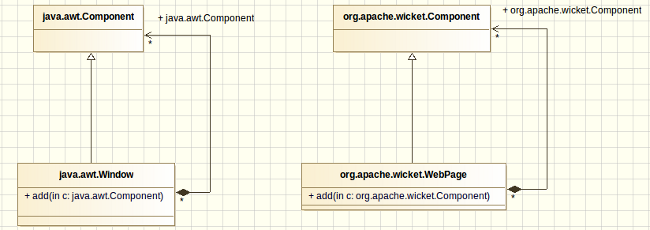 java.awt.Component
+ java.awt.Component
*
java.awt.Window
+ add(in c: java.awt.Component)
*
org.apache.wicket.Component
+ org.apache.wicket.Component
*
org.apache.wicket.WebPage
+ add(in c: org.apache.wicket.Component)
*